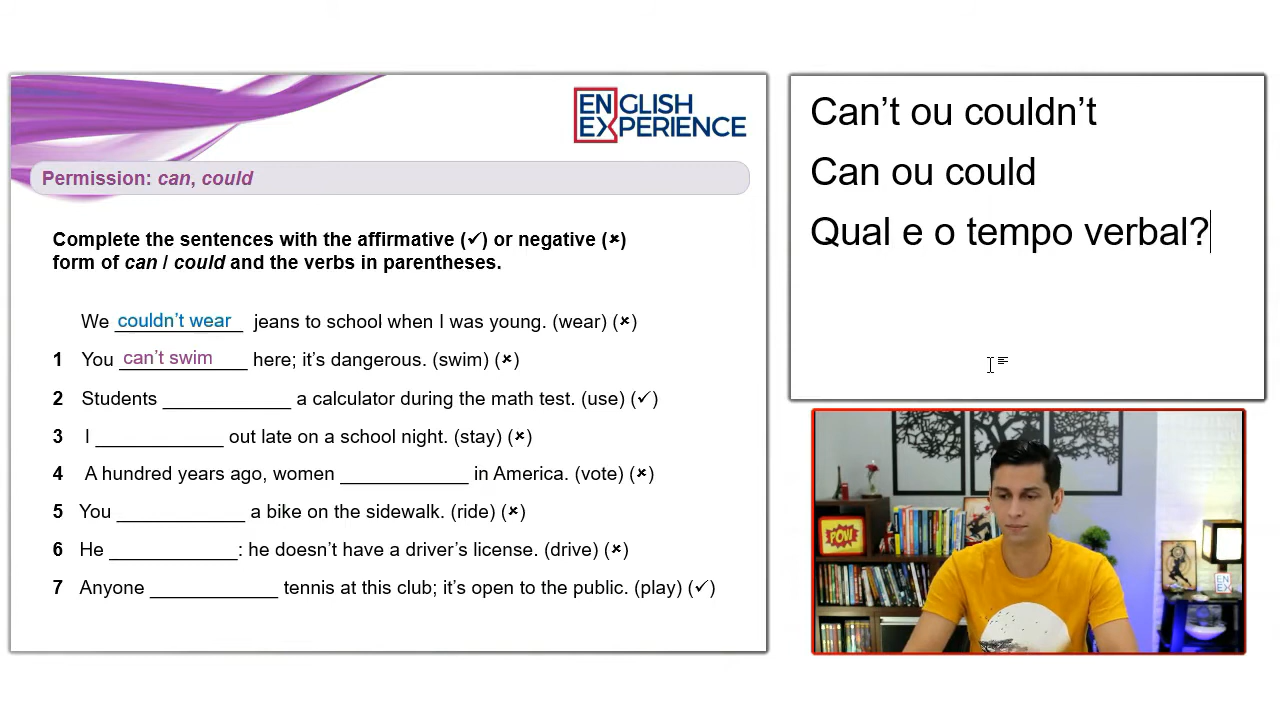 ENGLISH
EXPERIENCE
Permission: can, could
Complete the sentences with the affirmative (✓) or negative (×)
form of can / could and the verbs in parentheses.
We couldn't wear jeans to school when I was young. (wear) (×)
1 You can't swim here; it's dangerous. (swim) (×)
2 Students ____________ a calculator during the math test. (use) (✓)
3 I ____________ out late on a school night. (stay) (×)
4 A hundred years ago, women ____________ in America. (vote) (×)
5 You ____________ a bike on the sidewalk. (ride) (×)
6 He ____________: he doesn't have a driver's license. (drive) (×)
7 Anyone ____________ tennis at this club; it's open to the public. (play) (✓)
Can't ou couldn't
Can ou could
Qual e o tempo verbal?
POW!
EN
EX